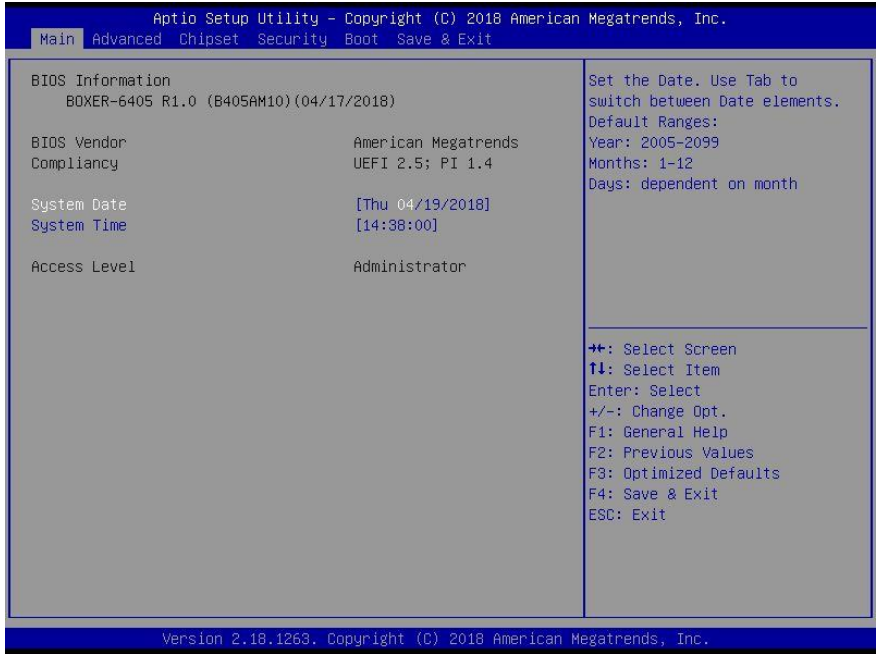 Aptio Setup Utility – Copyright (C) 2018 American Megatrends, Inc.
Main Advanced Chipset Security Boot Save & Exit
BIOS Information
BOXER-6405 R1.0 (B405AM10)(04/17/2018)
BIOS Vendor American Megatrends
Compliancy UEFI 2.5; PI 1.4
System Date [Thu 04/19/2018]
System Time [14:38:00]
Access Level Administrator
Set the Date. Use Tab to
switch between Date elements.
Default Ranges:
Year: 2005-2099
Months: 1-12
Days: dependent on month
→←: Select Screen
↑↓: Select Item
Enter: Select
+/-: Change Opt.
F1: General Help
F2: Previous Values
F3: Optimized Defaults
F4: Save & Exit
ESC: Exit
Version 2.18.1263. Copyright (C) 2018 American Megatrends, Inc.